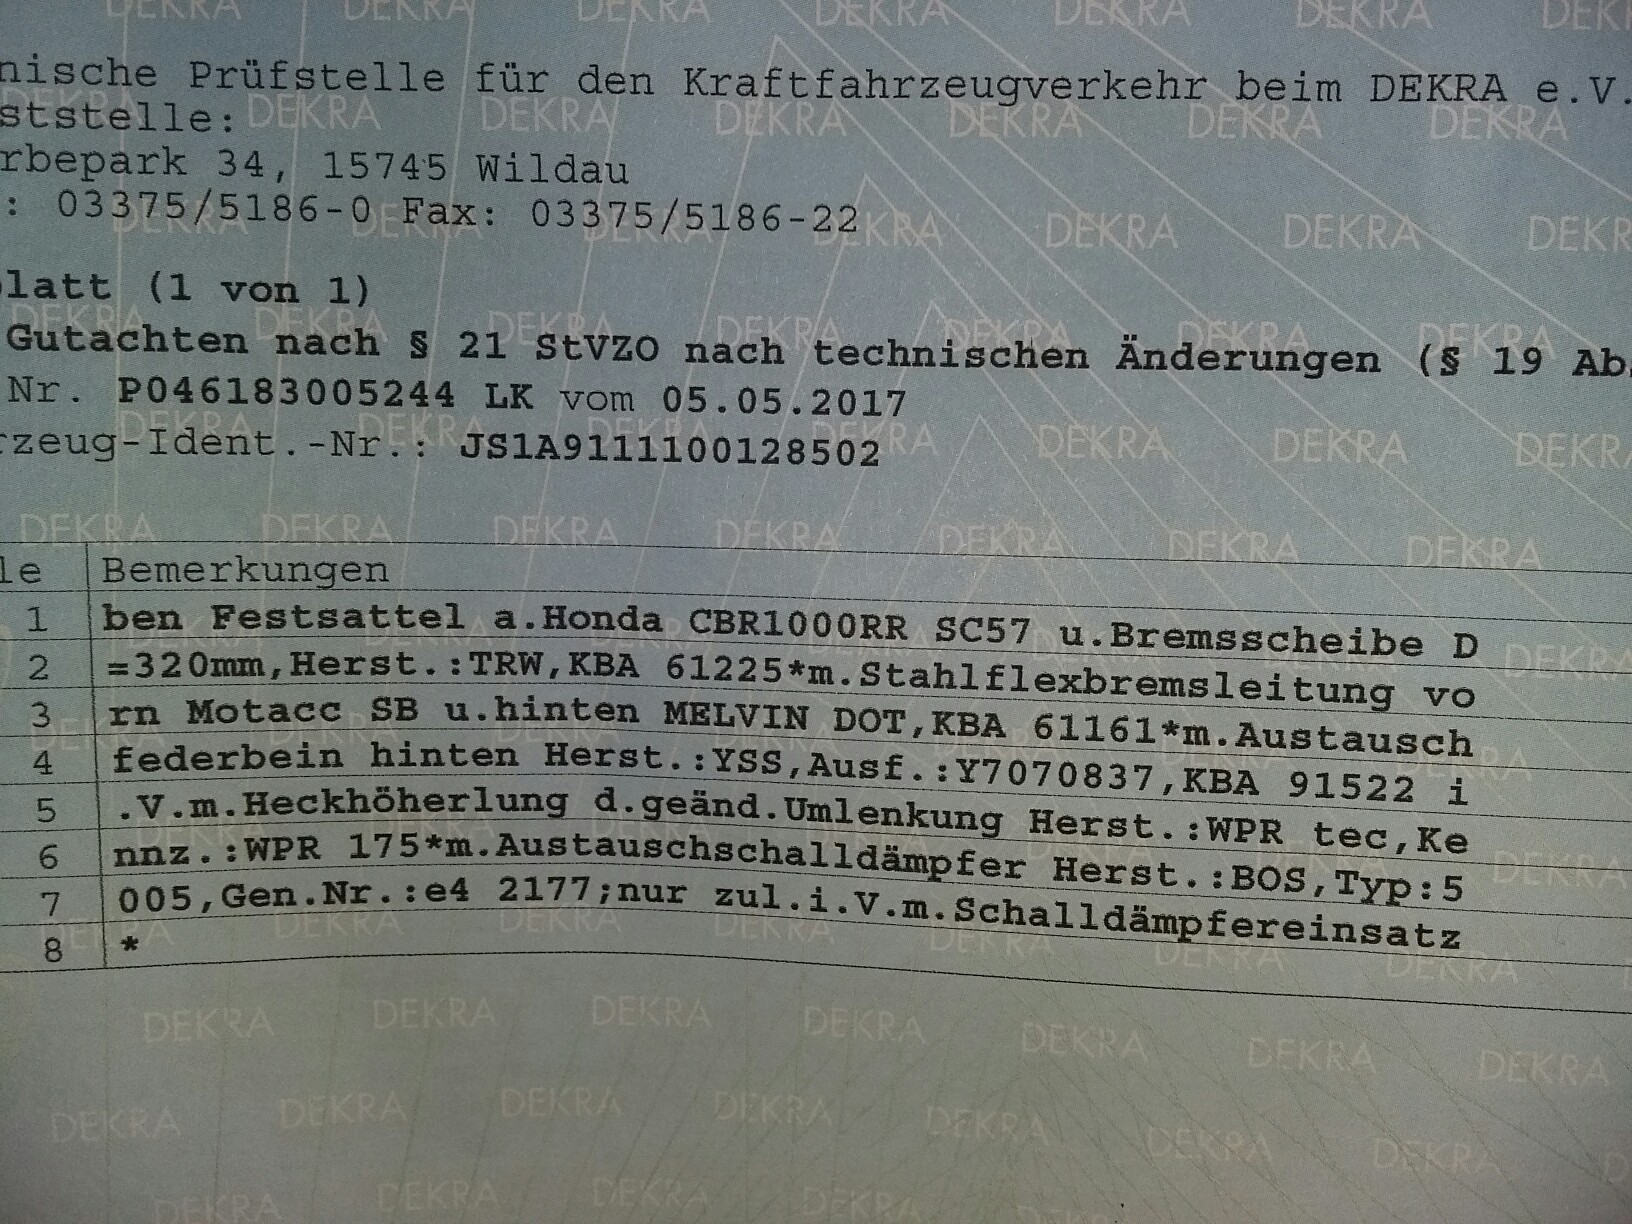 nische Prüfstelle für den Kraftfahrzeugverkehr beim DEKRA e.V.
ststelle:
rbepark 34, 15745 Wildau
: 03375/5186-0 Fax: 03375/5186-22
latt (1 von 1)
Gutachten nach § 21 StVZO nach technischen Änderungen (§ 19 Ab
Nr. P046183005244 LK vom 05.05.2017
rzeug-Ident.-Nr.: JS1A9111100128502
le Bemerkungen
1 ben Festsattel a.Honda CBR1000RR SC57 u.Bremsscheibe D
2 =320mm,Herst.:TRW,KBA 61225*m.Stahlflexbremsleitung vo
3 rn Motacc SB u.hinten MELVIN DOT,KBA 61161*m.Austausch
4 federbein hinten Herst.:YSS,Ausf.:Y7070837,KBA 91522 i
5 .V.m.Heckhöherlung d.geänd.Umlenkung Herst.:WPR tec,Ke
6 nnz.:WPR 175*m.Austauschschalldämpfer Herst.:BOS,Typ:5
7 005,Gen.Nr.:e4 2177;nur zul.i.V.m.Schalldämpfereinsatz
8 *